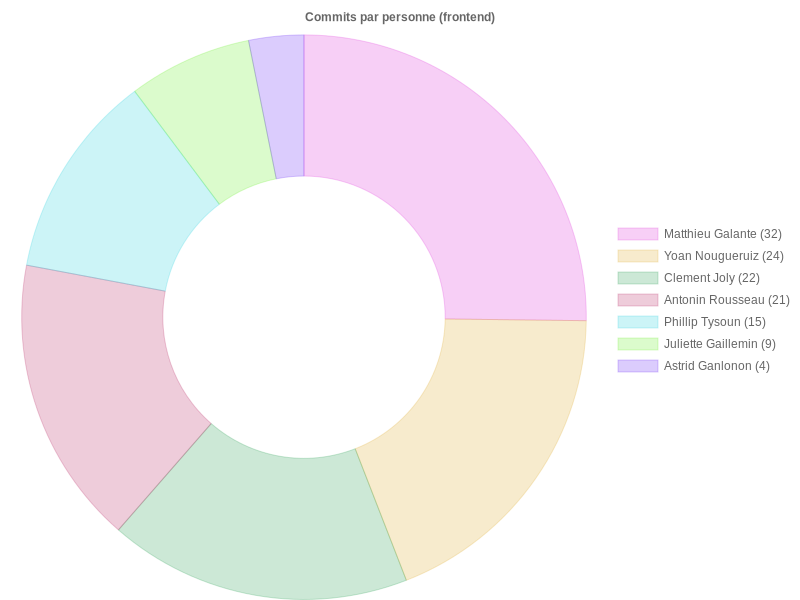 Commits par personne (frontend)
Matthieu Galante (32)
Yoan Nougueruiz (24)
Clement Joly (22)
Antonin Rousseau (21)
Phillip Tysoun (15)
Juliette Gaillemin (9)
Astrid Ganlonon (4)